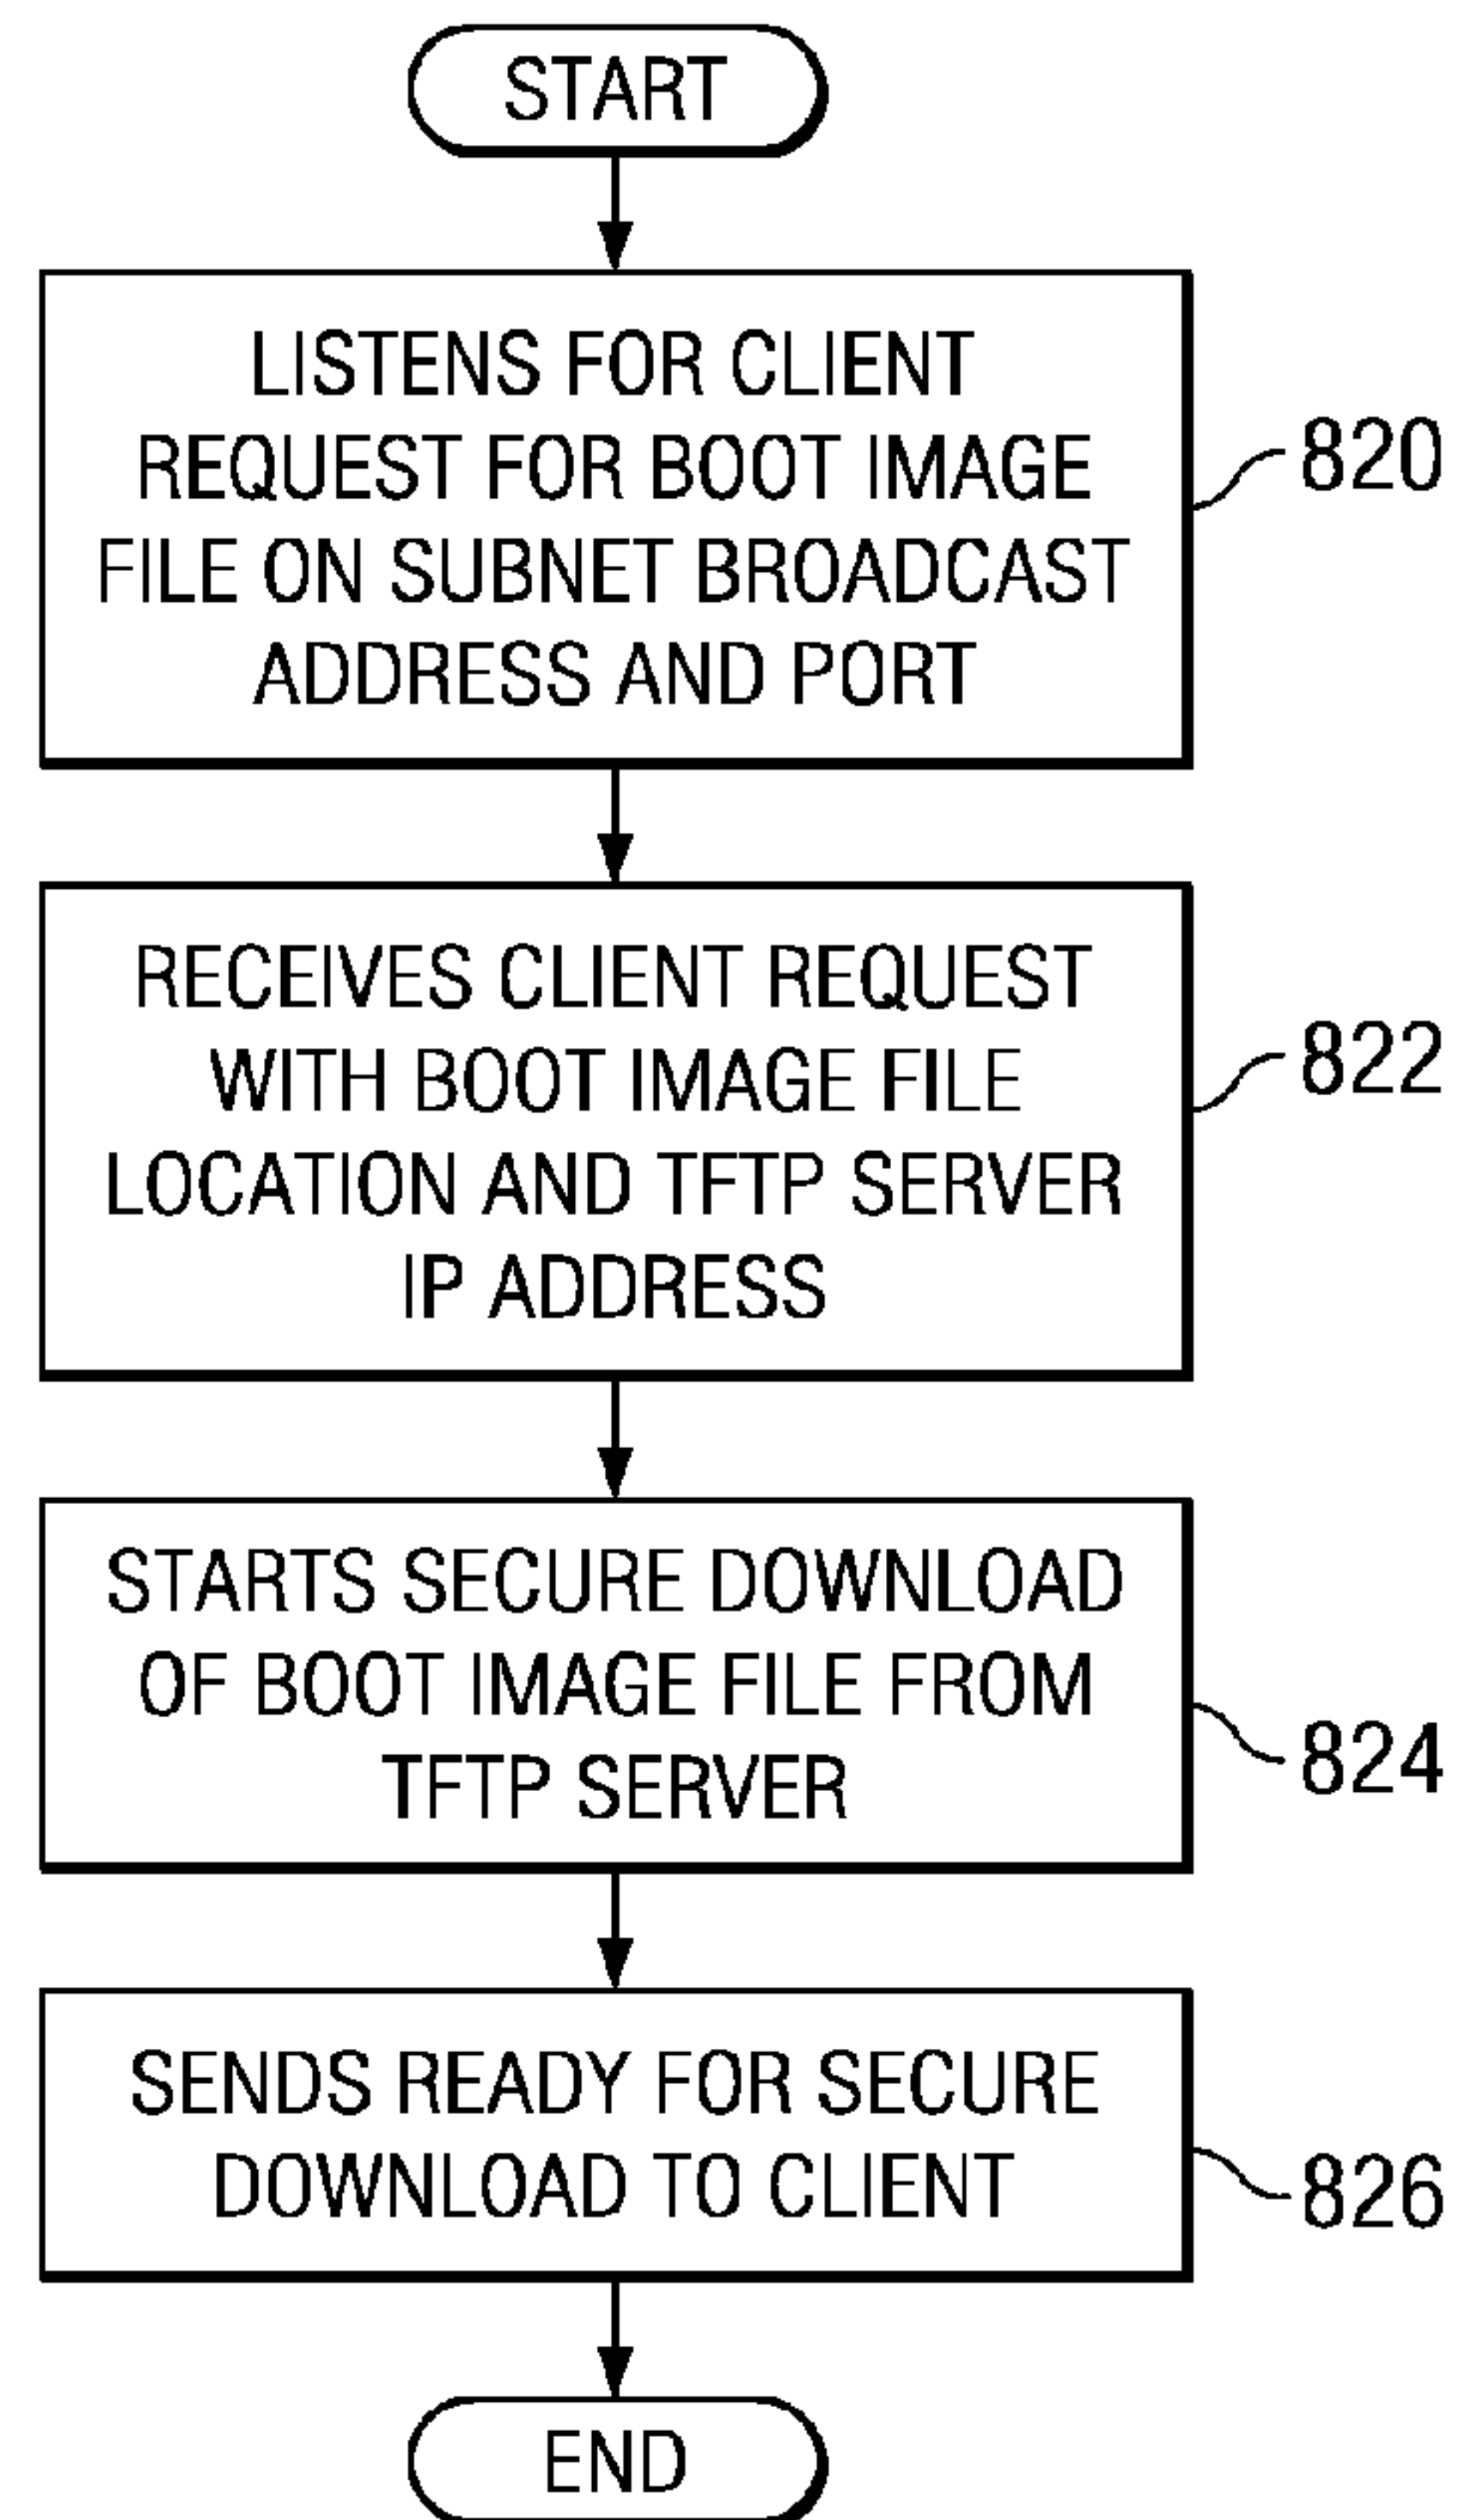 START
LISTENS FOR CLIENT
REQUEST FOR BOOT IMAGE
FILE ON SUBNET BROADCAST
ADDRESS AND PORT
820
RECEIVES CLIENT REQUEST
WITH BOOT IMAGE FILE
LOCATION AND TFTP SERVER
IP ADDRESS
822
STARTS SECURE DOWNLOAD
OF BOOT IMAGE FILE FROM
TFTP SERVER
824
SENDS READY FOR SECURE
DOWNLOAD TO CLIENT
826
END